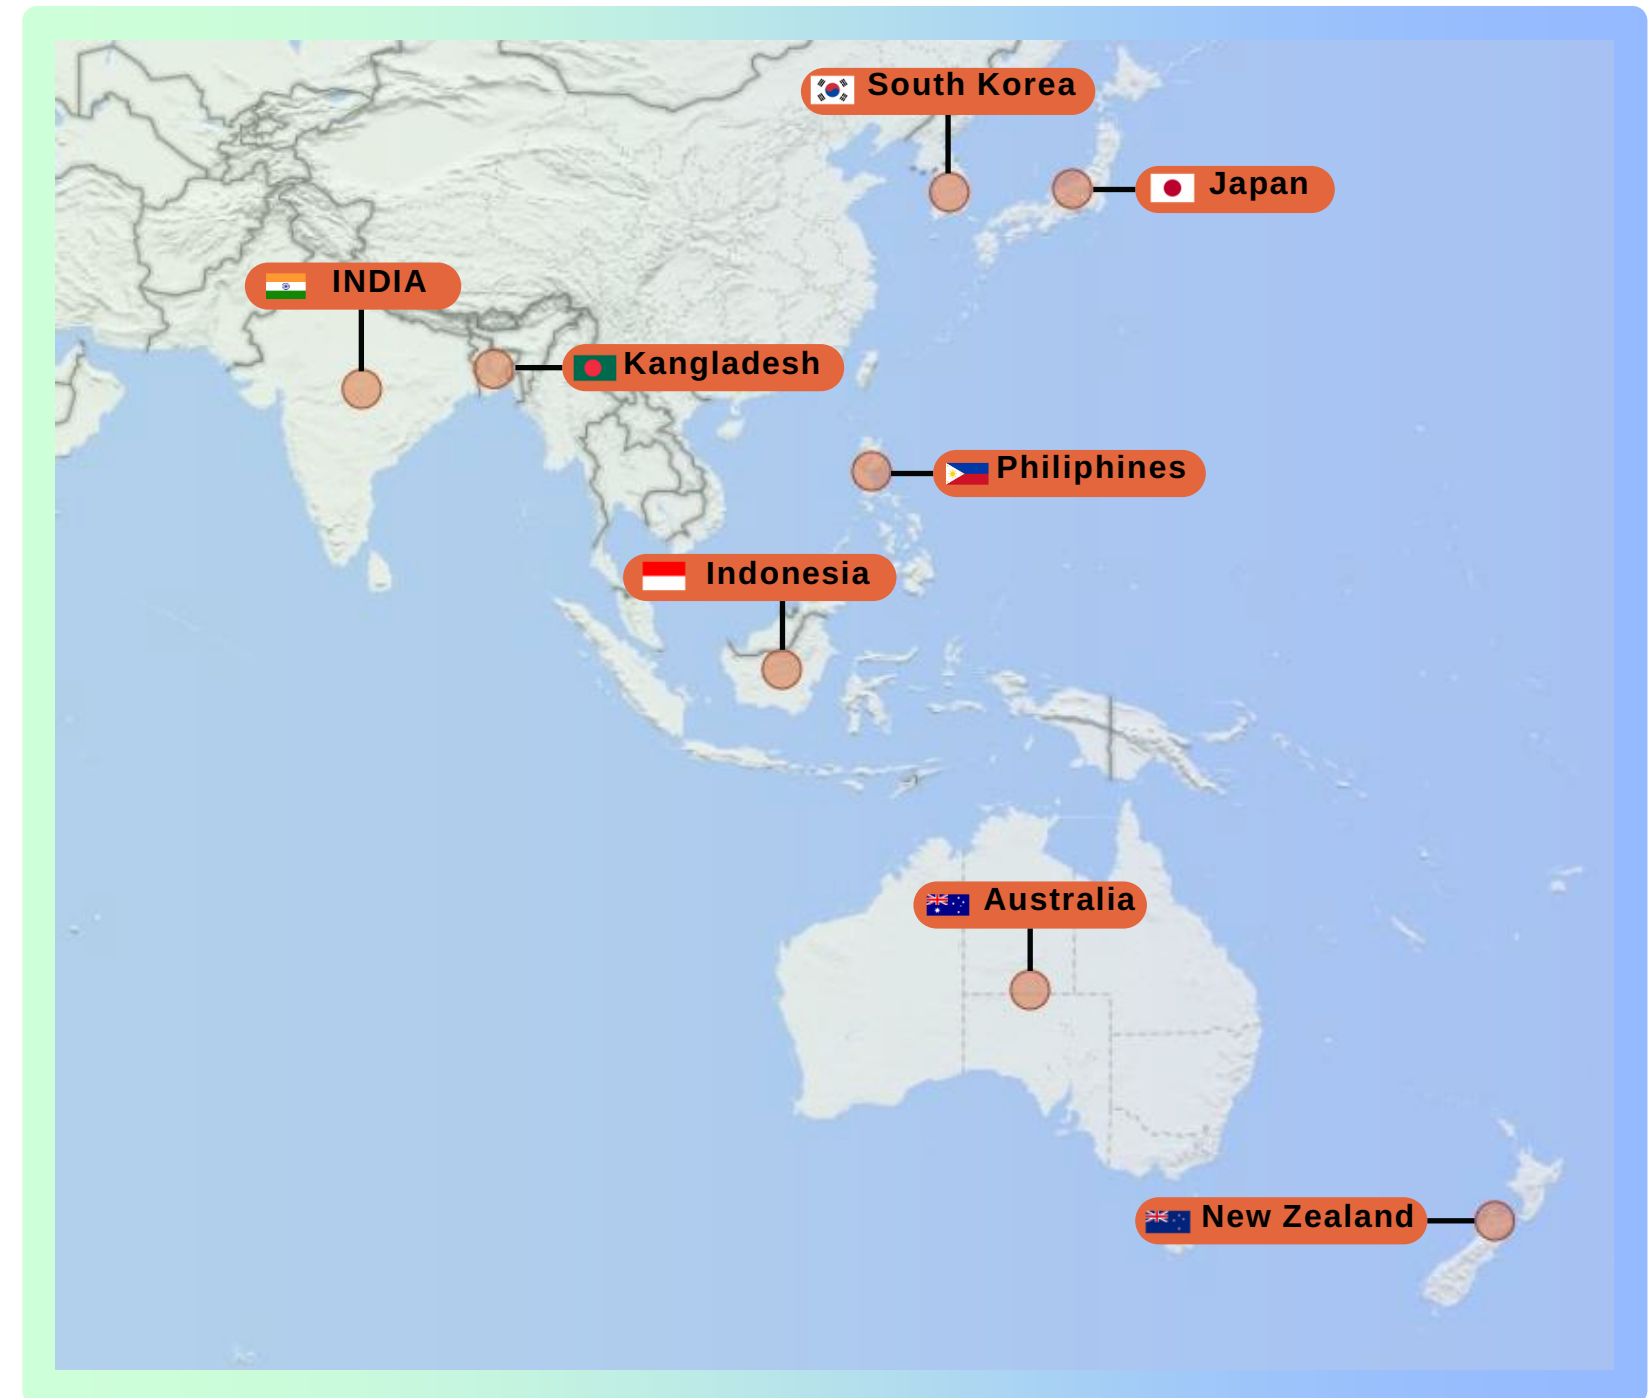 South Korea
Japan
INDIA
Kangladesh
Philiphines
Indonesia
Australia
New Zealand